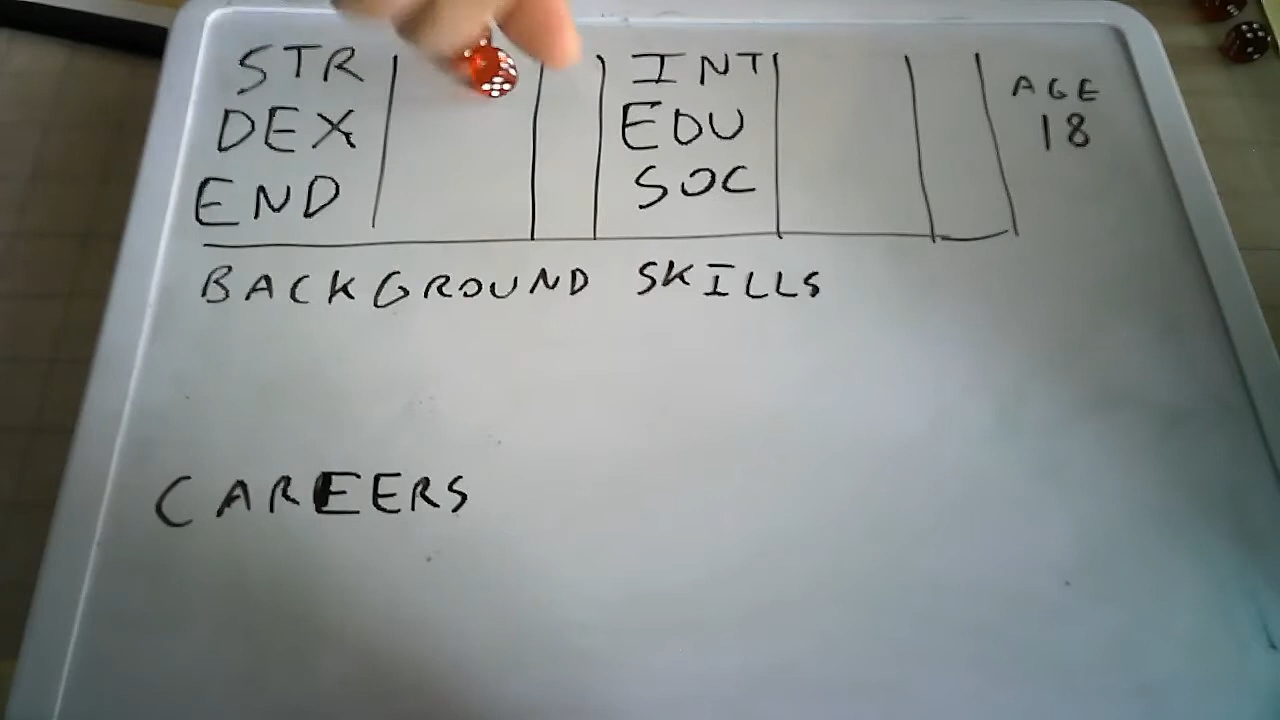 STR INT AGE
DEX EDU 18
END SOC
BACKGROUND SKILLS
CAREERS